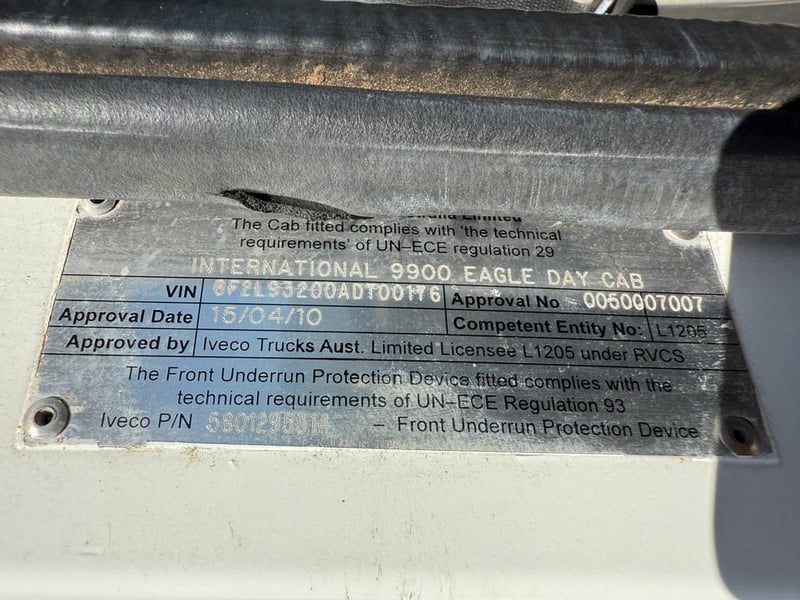 Limited
The Cab fitted complies with 'the technical
requirements' of UN-ECE regulation 29
INTERNATIONAL 9900 EAGLE DAY CAB
VIN 6F2L93200ADT00176 Approval No 0050007007
Approval Date 15/04/10 Competent Entity No: L1205
Approved by Iveco Trucks Aust. Limited Licensee L1205 under RVCS
The Front Underrun Protection Device fitted complies with the
technical requirements of UN-ECE Regulation 93
Iveco P/N 5801295314 - Front Underrun Protection Device